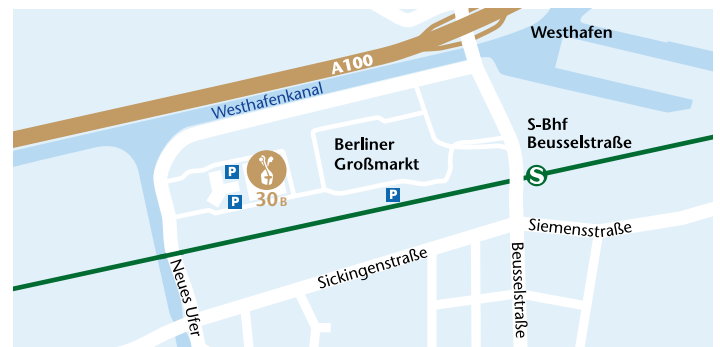 Westhafen
A100
Westhafenkanal
S-Bhf
Beusselstraße
Berliner
Großmarkt
P
P
P
30 B
S
Siemensstraße
Sickingenstraße
Beusselstraße
Neues Ufer